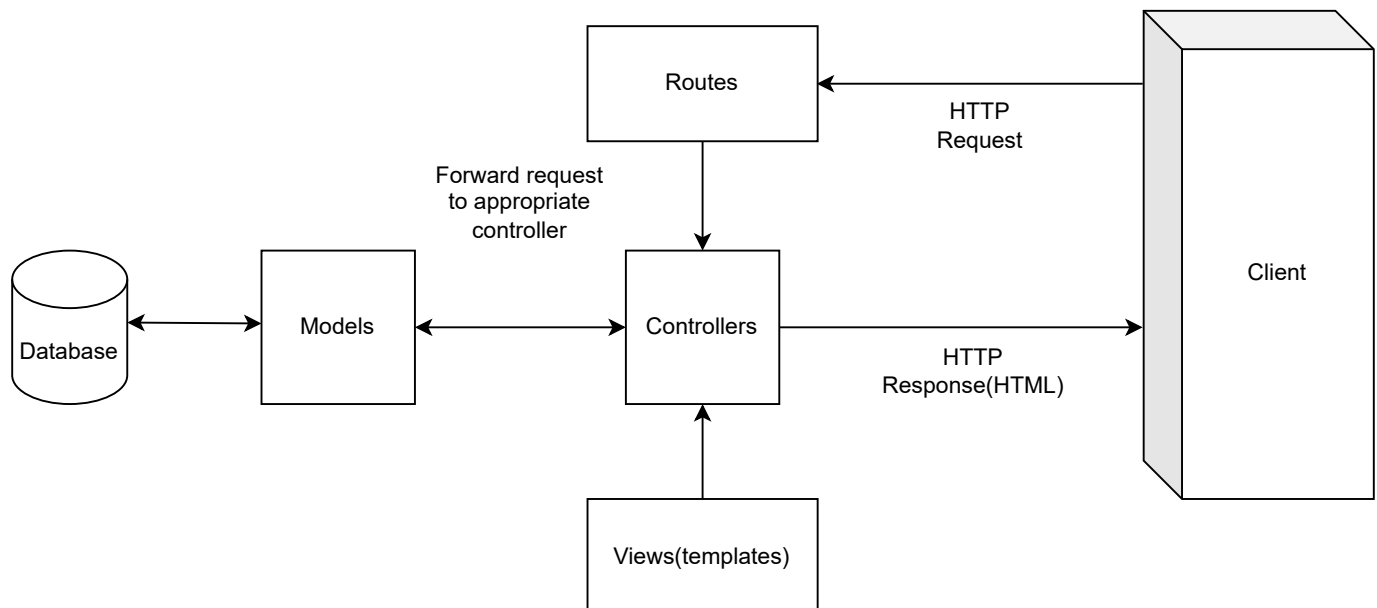 Routes
HTTP
Request
Forward request
to appropriate
controller
Client
Database
Models
Controllers
HTTP
Response(HTML)
Views(templates)